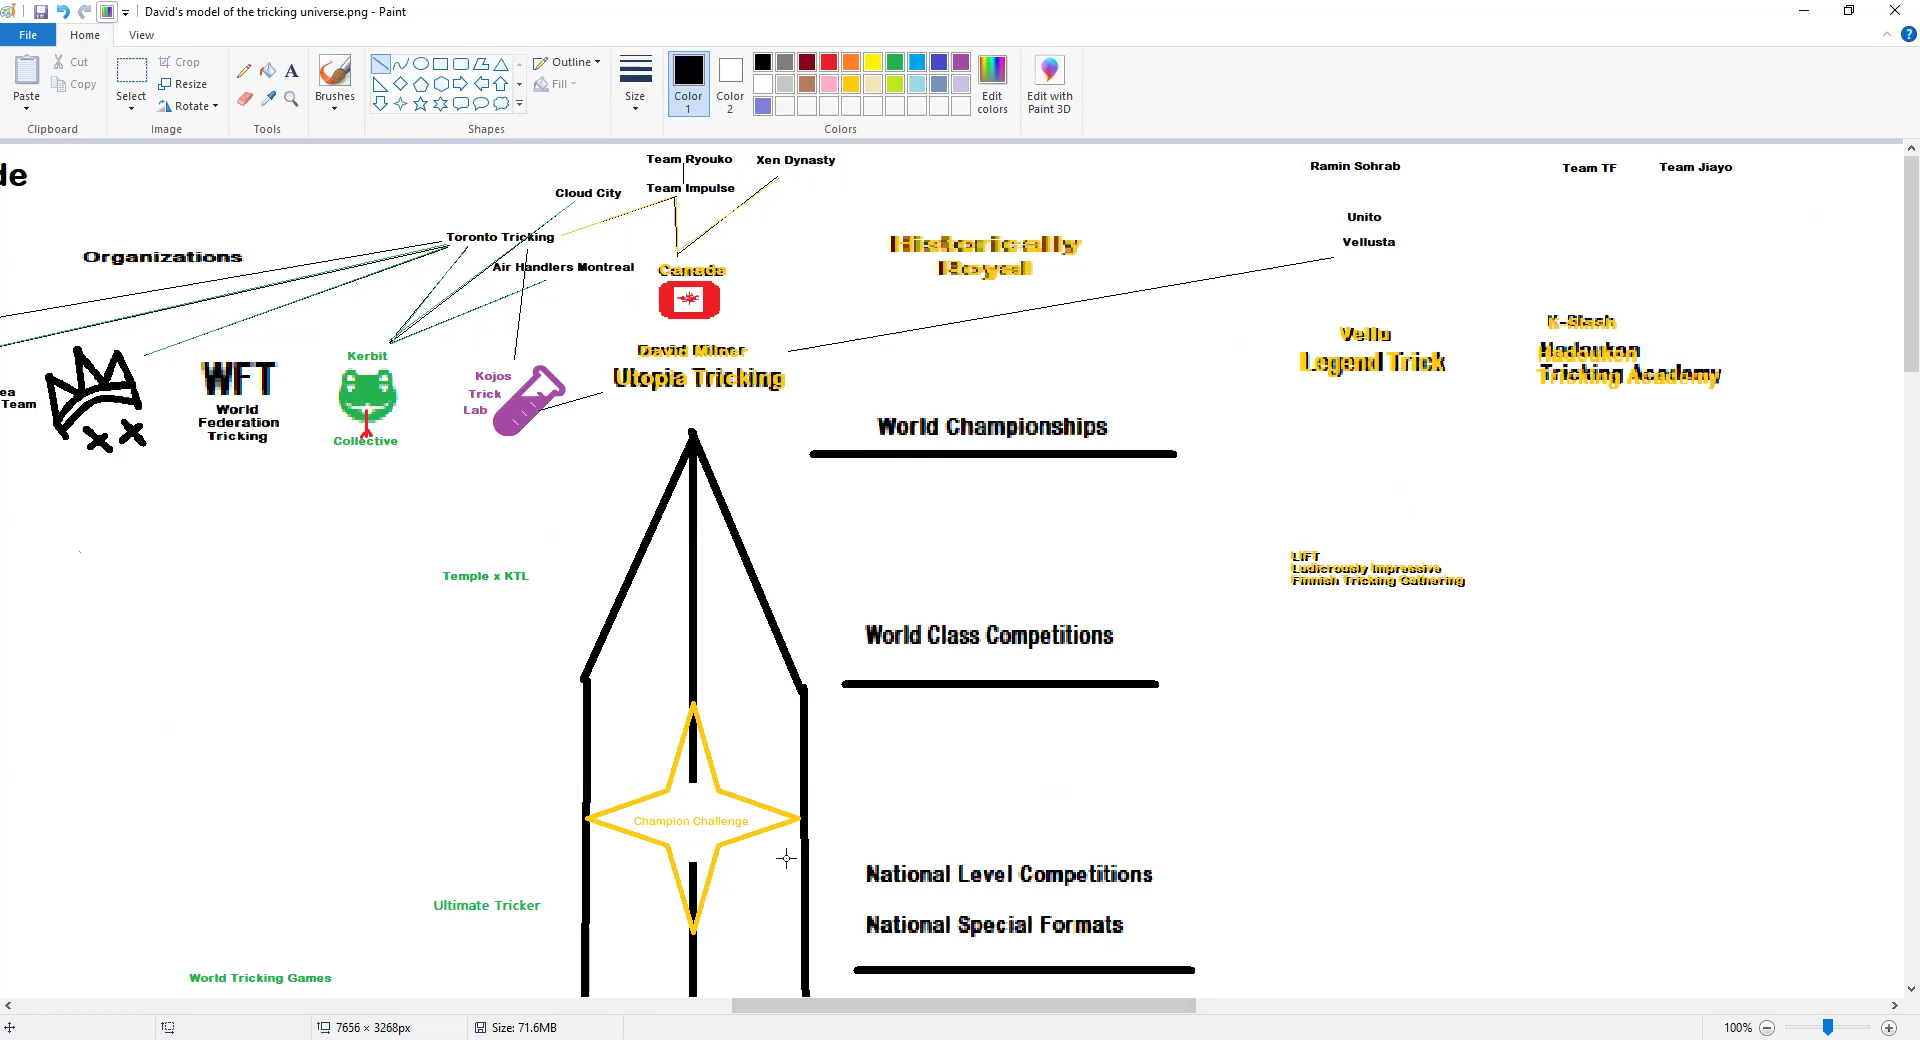 David's model of the tricking universe.png - Paint
File
Home
View
Paste
Cut
Copy
Clipboard
Select
Crop
Resize
Rotate
Image
A
Tools
Brushes
Shapes
Outline
Fill
Size
Color
1
Color
2
Edit
colors
Colors
Edit with
Paint 3D
de
Team Ryouko
Xen Dynasty
Ramin Sohrab
Team TF
Team Jiayo
Cloud City
Team Impulse
Unito
Toronto Tricking
Vellusta
Organizations
Air Handlers Montreal
Canada
Historically
Royal
K-Slash
Vellu
Legend Trick
Hadouken
Tricking Academy
David Milner
Utopia Tricking
Kerbit
Collective
WFT
World
Federation
Tricking
Kojos
Trick
Lab
ea
Team
World Championships
LIFT
Ludicrously Impressive
Finnish Tricking Gathering
Temple x KTL
World Class Competitions
Champion Challenge
National Level Competitions
Ultimate Tricker
National Special Formats
World Tricking Games
7656 × 3268px
Size: 71.6MB
100%